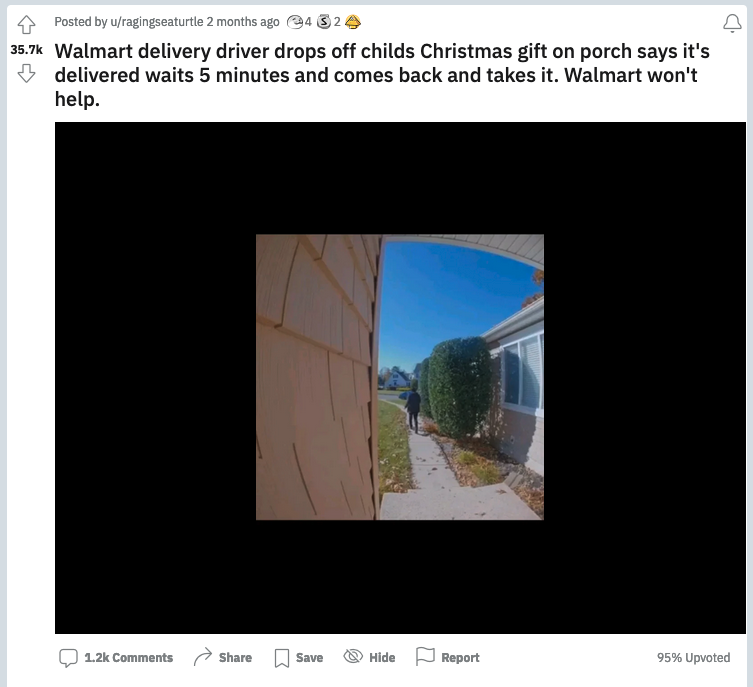 Posted by u/ragingseaturtle 2 months ago 4 S 2
35.7k
Walmart delivery driver drops off childs Christmas gift on porch says it's
delivered waits 5 minutes and comes back and takes it. Walmart won't
help.
1.2k Comments Share Save Hide Report 95% Upvoted